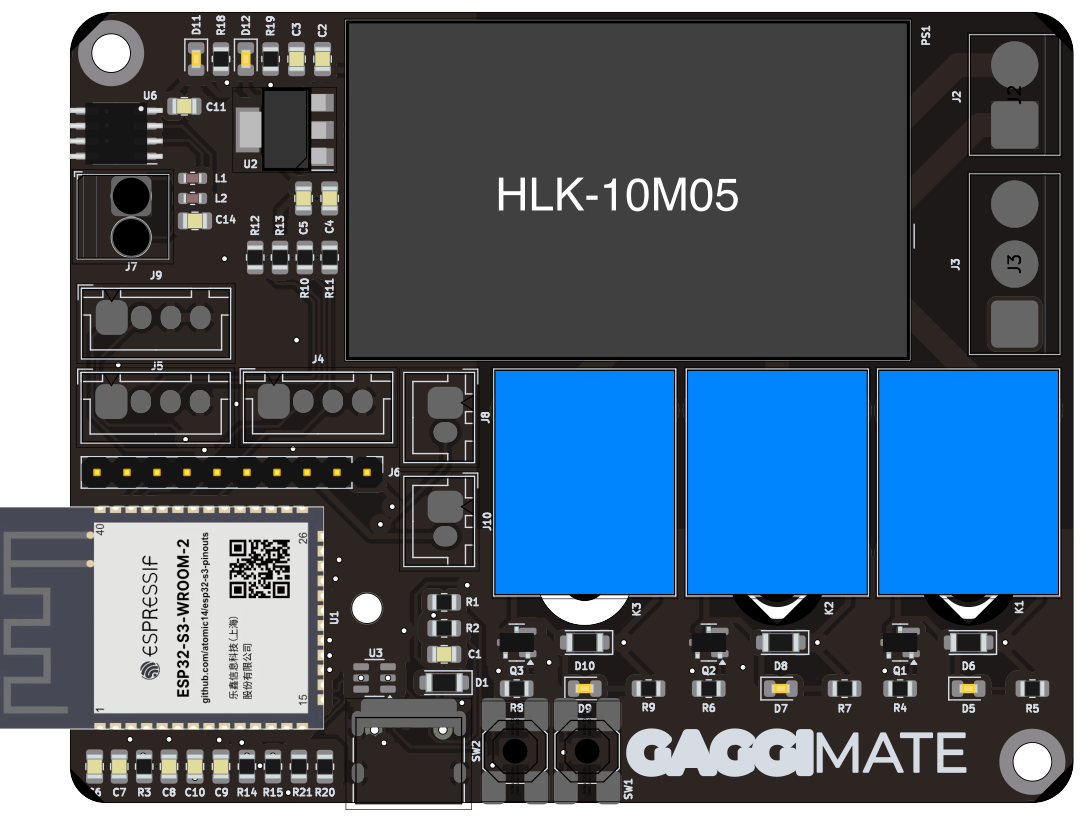 D11
R18
D12
R19
C3
C2
PS1
U6
C11
U2
J2
J2
HLK-10M05
L1
L2
C14
R12
R13
C5
C4
J7
J9
R10
R11
J3
J3
J5
J4
J8
J6
J10
40
26
ESPRESSIF
ESP32-S3-WROOM-2
github.com/atomic14/esp32-s3-pinouts
乐鑫信息科技(上海)
股份有限公司
1
15
U1
R1
R2
C1
U3
D1
K3
K2
K1
Q3
D10
Q2
D8
Q1
D6
R8
D9
R9
R6
D7
R7
R4
D5
R5
SW2
SW1
GAGGIMATE
C7
R3
C8
C10
C9
R14
R15
R21
R20